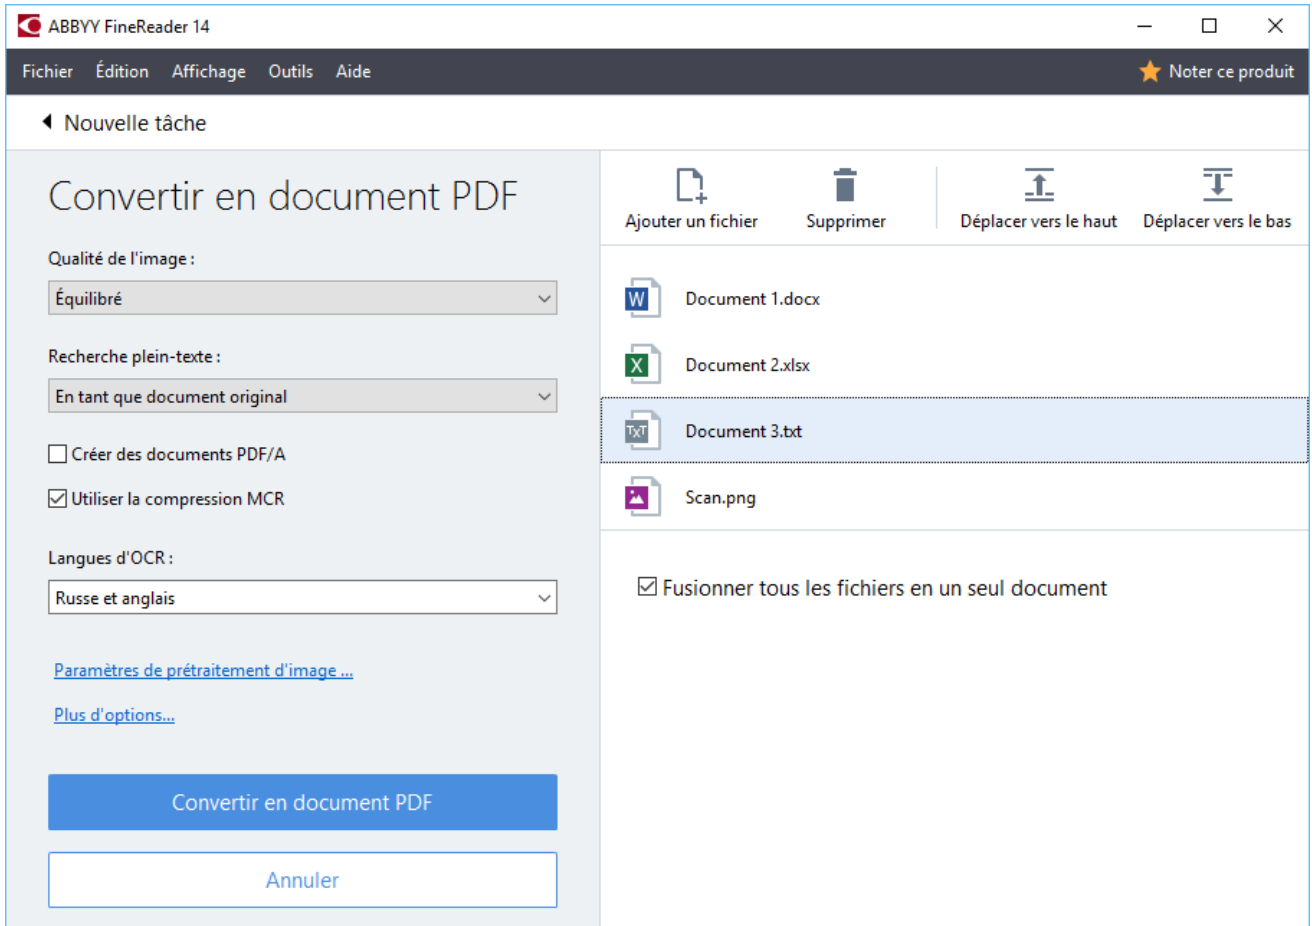 ABBYY FineReader 14
Fichier Édition Affichage Outils Aide Noter ce produit
Nouvelle tâche
Convertir en document PDF
Qualité de l'image :
Équilibré
Recherche plein-texte :
En tant que document original
Créer des documents PDF/A
Utiliser la compression MCR
Langues d'OCR :
Russe et anglais
Paramètres de prétraitement d'image ...
Plus d'options...
Convertir en document PDF
Annuler
Ajouter un fichier Supprimer Déplacer vers le haut Déplacer vers le bas
W Document 1.docx
X Document 2.xlsx
TXT Document 3.txt
Scan.png
Fusionner tous les fichiers en un seul document